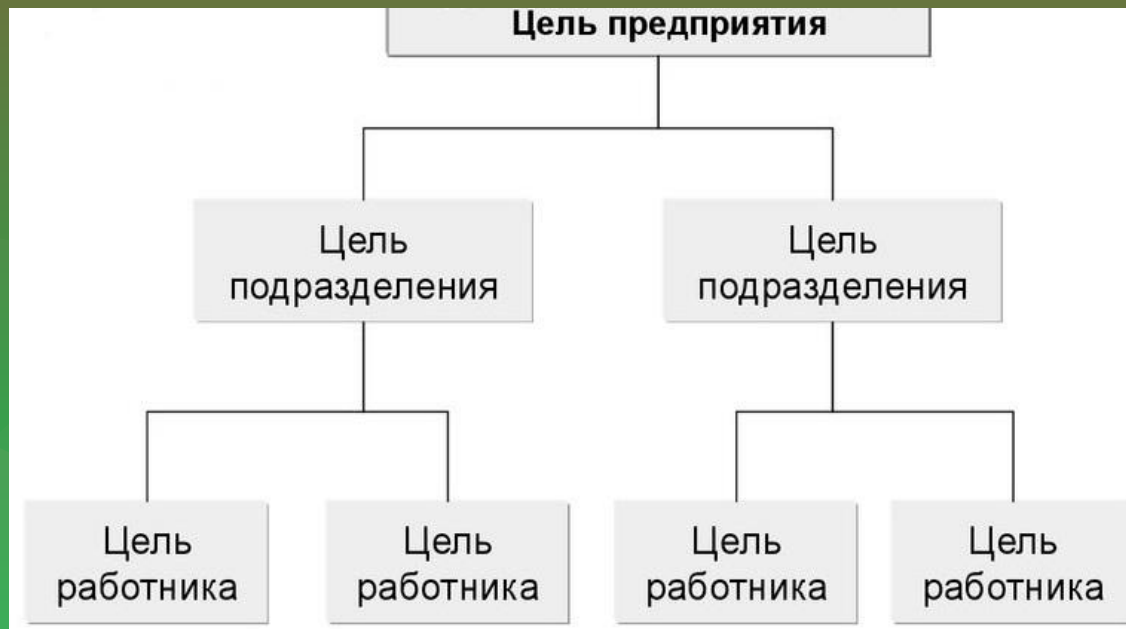 Цель предприятия
Цель
подразделения
Цель
подразделения
Цель
работника
Цель
работника
Цель
работника
Цель
работника